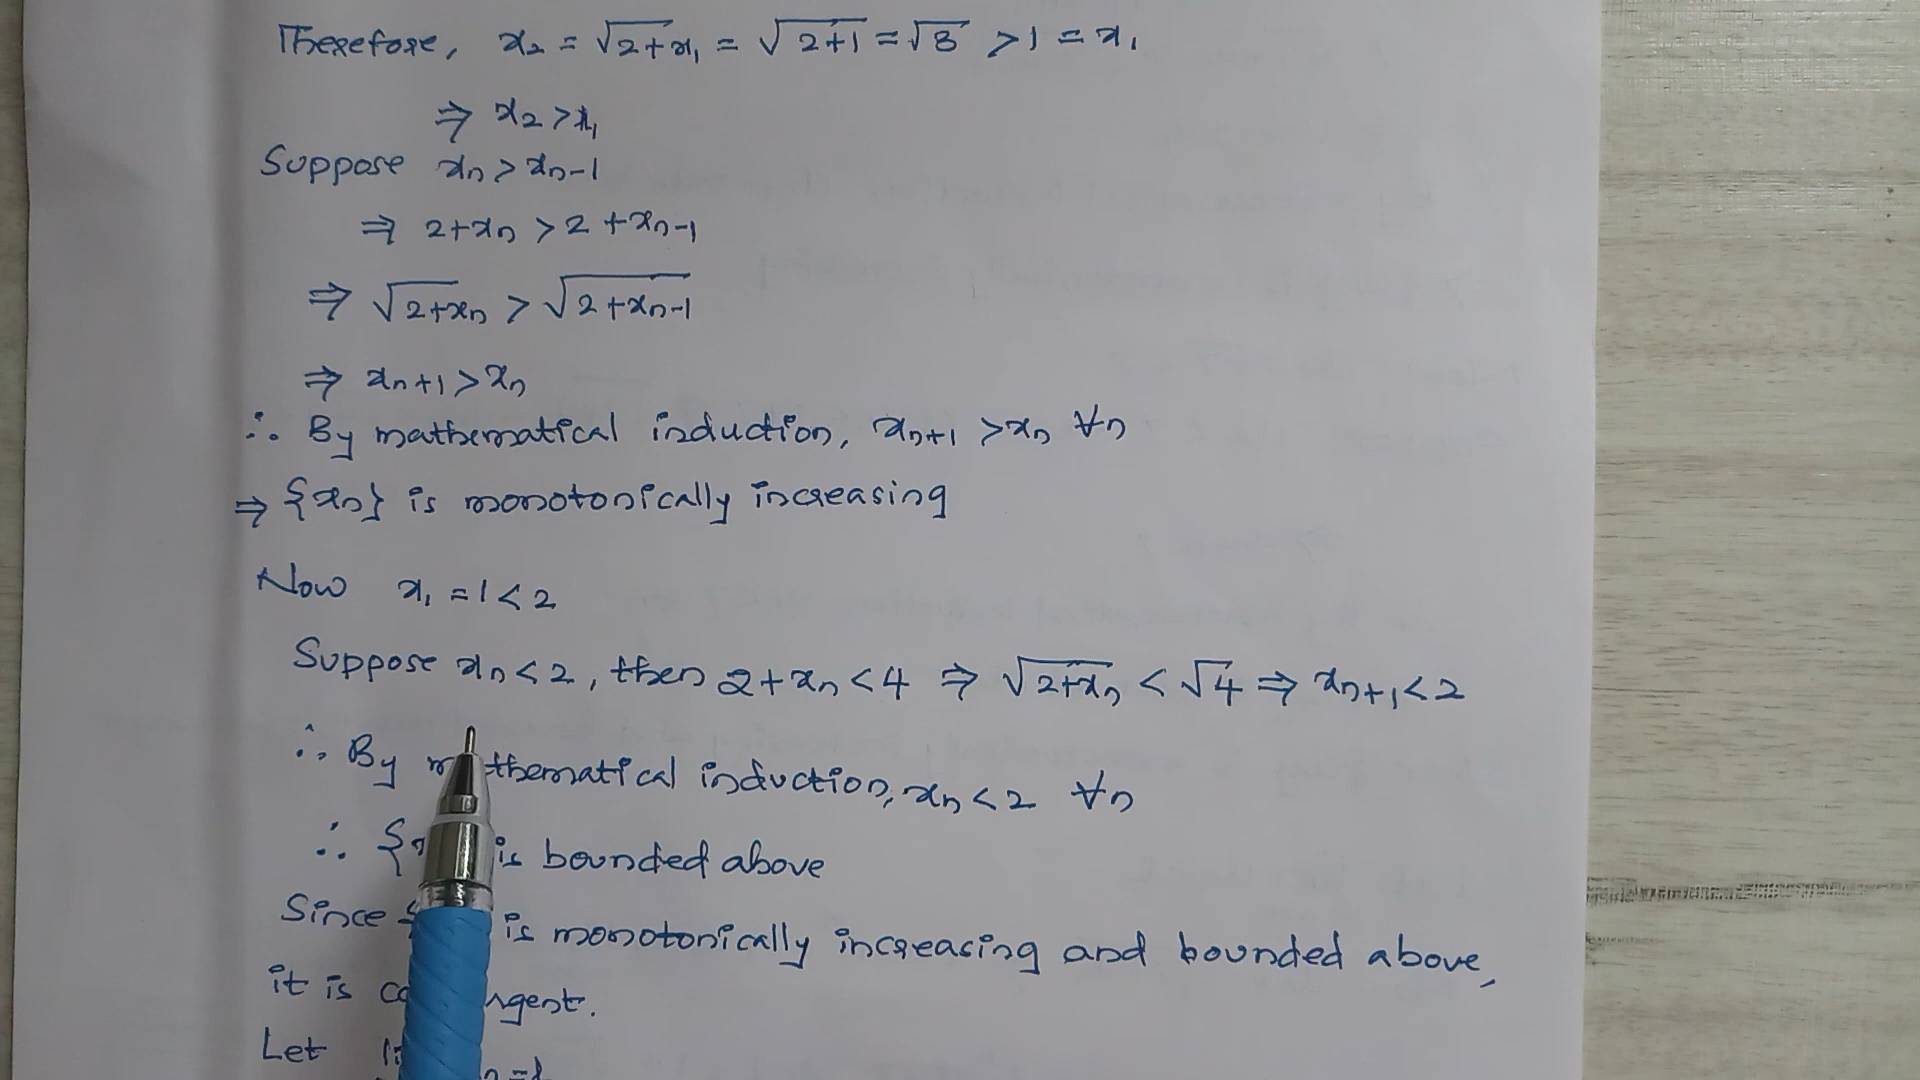 Therefore, x₂ = √(2+x₁) = √(2+1) = √3 > 1 = x₁
⇒ x₂ > x₁
Suppose xₙ > xₙ₋₁
⇒ 2+xₙ > 2+xₙ₋₁
⇒ √(2+xₙ) > √(2+xₙ₋₁)
⇒ xₙ₊₁ > xₙ
∴ By mathematical induction, xₙ₊₁ > xₙ ∀n
⇒ {xₙ} is monotonically increasing
Now x₁ = 1 < 2
Suppose xₙ < 2, then 2+xₙ < 4 ⇒ √(2+xₙ) < √4 ⇒ xₙ₊₁ < 2
∴ By mathematical induction, xₙ < 2 ∀n
∴ { is bounded above
Since is monotonically increasing and bounded above,
it is
Let